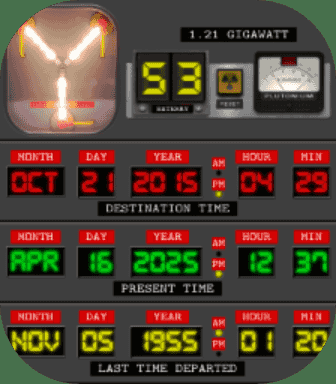 1.21 GIGAWATT
53
BATTERY
RESET
PLUTONIUM
MONTH DAY YEAR AM HOUR MIN
OCT 21 2015 PM 04 29
DESTINATION TIME
MONTH DAY YEAR AM HOUR MIN
APR 16 2025 PM 12 37
PRESENT TIME
MONTH DAY YEAR AM HOUR MIN
NOV 05 1955 PM 01 20
LAST TIME DEPARTED